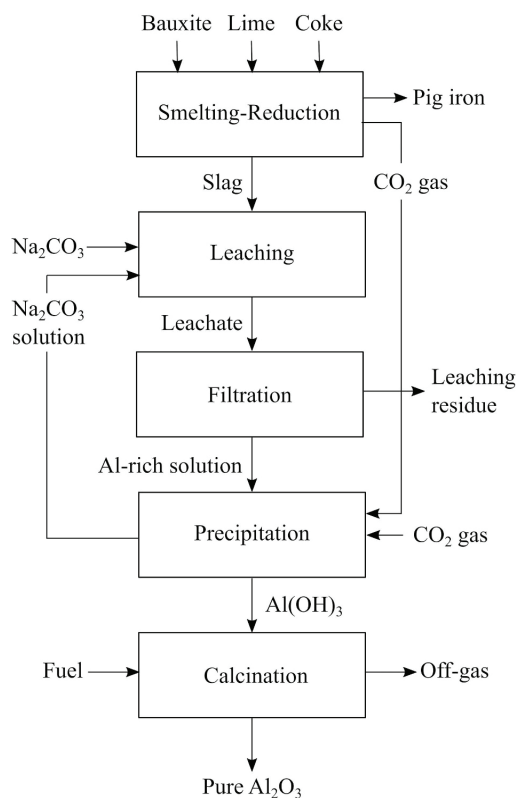 Bauxite Lime Coke
Smelting-Reduction
Pig iron
Slag
CO₂ gas
Na₂CO₃
Leaching
Na₂CO₃
solution
Leachate
Filtration
Leaching
residue
Al-rich solution
Precipitation
CO₂ gas
Al(OH)₃
Fuel
Calcination
Off-gas
Pure Al₂O₃